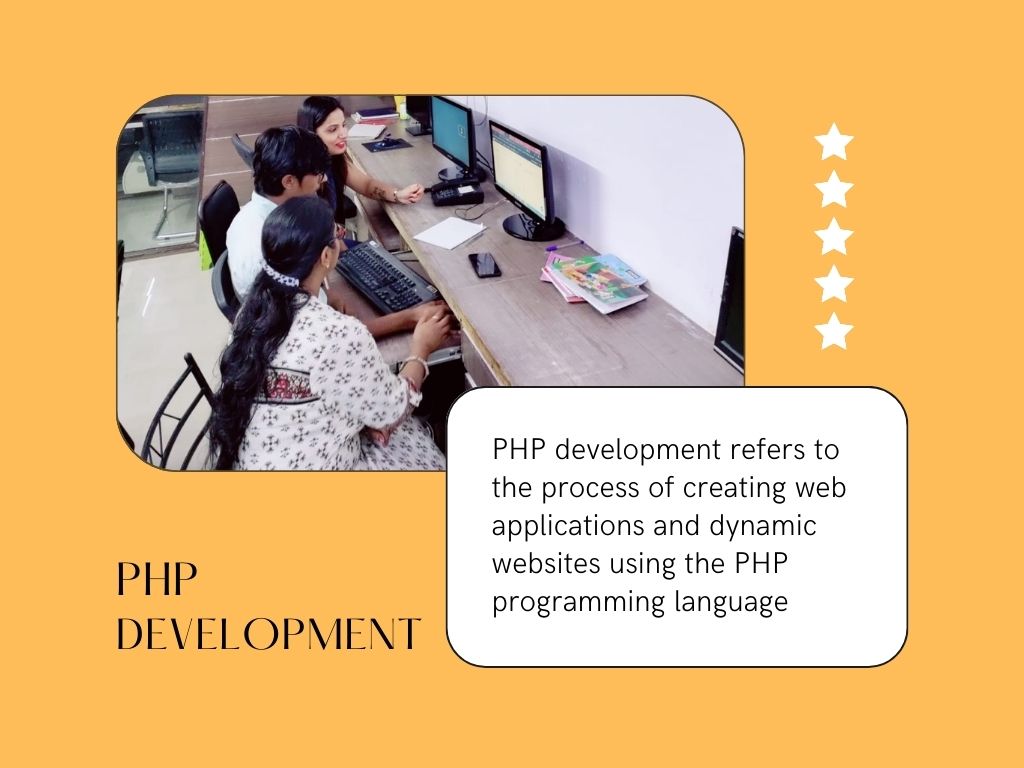 PHP development refers to
the process of creating web
applications and dynamic
websites using the PHP
programming language
PHP
DEVELOPMENT